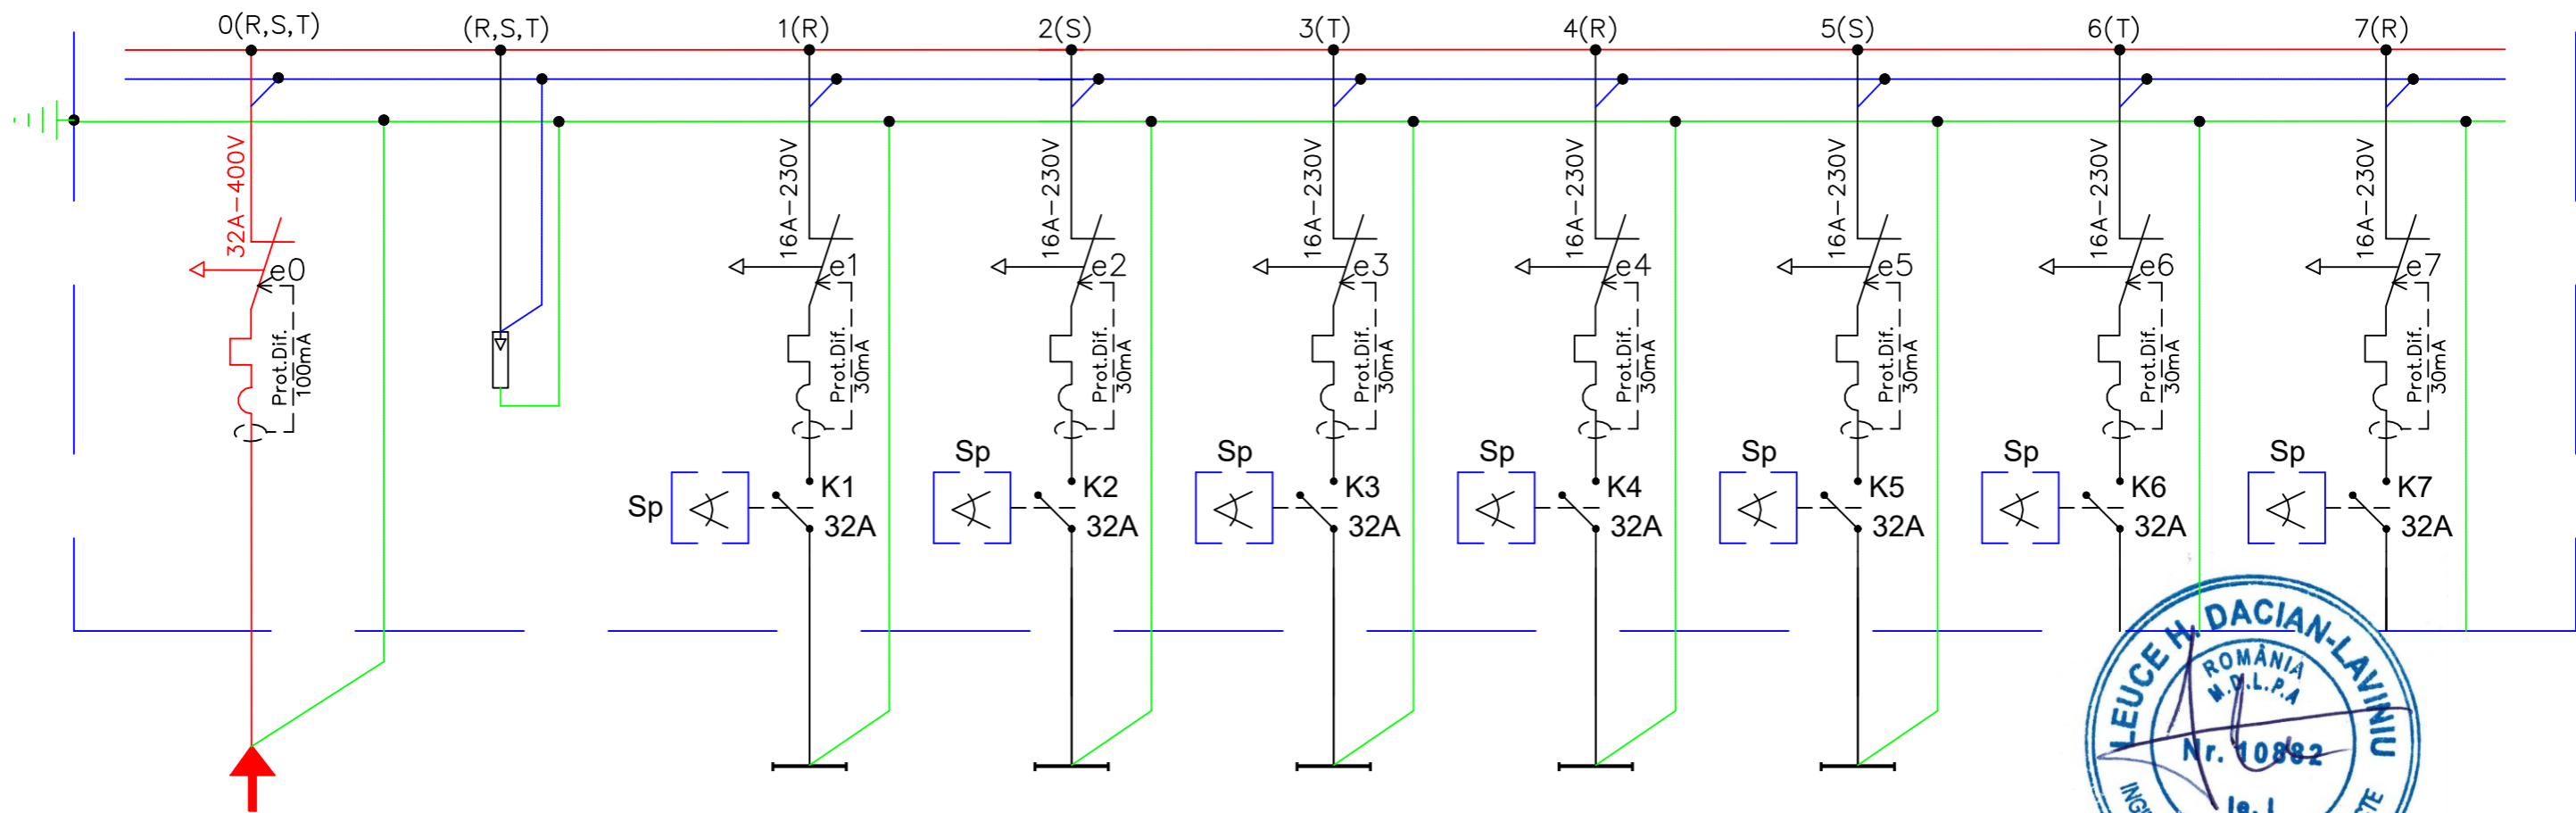 0(R,S,T)
(R,S,T)
1(R)
2(S)
3(T)
4(R)
5(S)
6(T)
7(R)
32A-400V
16A-230V
16A-230V
16A-230V
16A-230V
16A-230V
16A-230V
16A-230V
e0
e1
e2
e3
e4
e5
e6
e7
Prot.Dif.
100mA
Prot.Dif.
30mA
Prot.Dif.
30mA
Prot.Dif.
30mA
Prot.Dif.
30mA
Prot.Dif.
30mA
Prot.Dif.
30mA
Prot.Dif.
30mA
Sp
K1
32A
Sp
K2
32A
Sp
K3
32A
Sp
K4
32A
Sp
K5
32A
Sp
K6
32A
Sp
K7
32A
LEUCE H. DACIAN-LAVINIU
ROMÂNIA
M.D.L.P.A
Nr. 10882